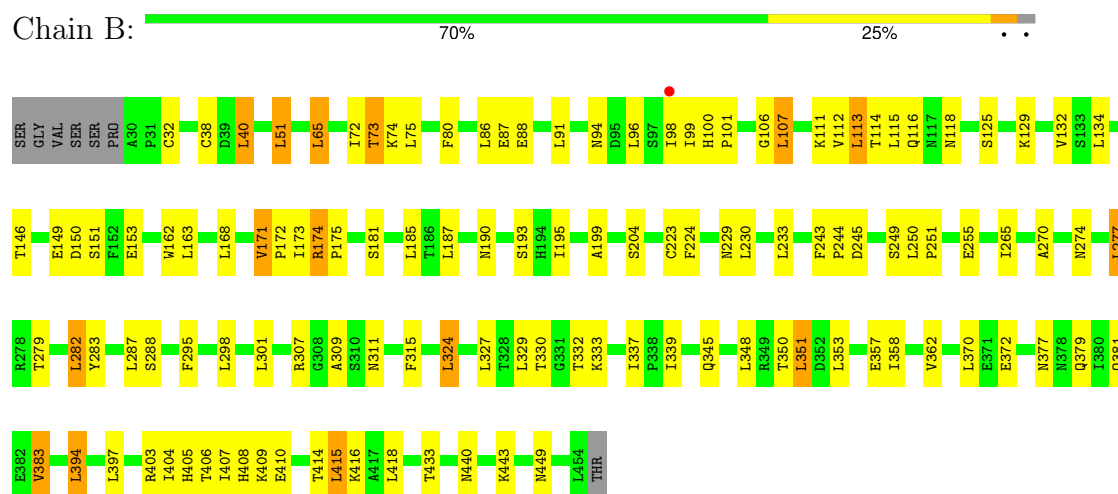 Chain B:
70% 25% • •
SER GLY VAL SER SER PRO A30 P31 C32 C38 D39 L40 L51 L65 I72 T73 K74 L75 F80 L86 E87 E88 L91 N94 D95 L96 S97 I98 I99 H100 P101 G106 L107 K111 V112 L113 T114 L115 Q116 N117 N118 S125 K129 V132 S133 L134
T146 E149 D150 S151 F152 E153 W162 L163 L168 V171 P172 I173 R174 P175 S181 L185 T186 L187 N190 S193 H194 I195 A199 S204 C223 F224 N229 L230 L233 F243 P244 D245 S249 L250 P251 E255 I265 A270 N274 L277
R278 T279 L282 Y283 L287 S288 F295 L298 L301 R307 G308 A309 S310 N311 F315 L324 L327 T328 L329 T330 G331 T332 K333 I337 P338 I339 Q345 L348 R349 T350 L351 D352 L353 E357 I358 V362 L370 E371 E372 N377 N378 Q379 I380
E382 V383 L394 L397 R403 I404 H405 T406 I407 H408 K409 E410 T414 L415 K416 A417 L418 T433 N440 K443 N449 L454 THR